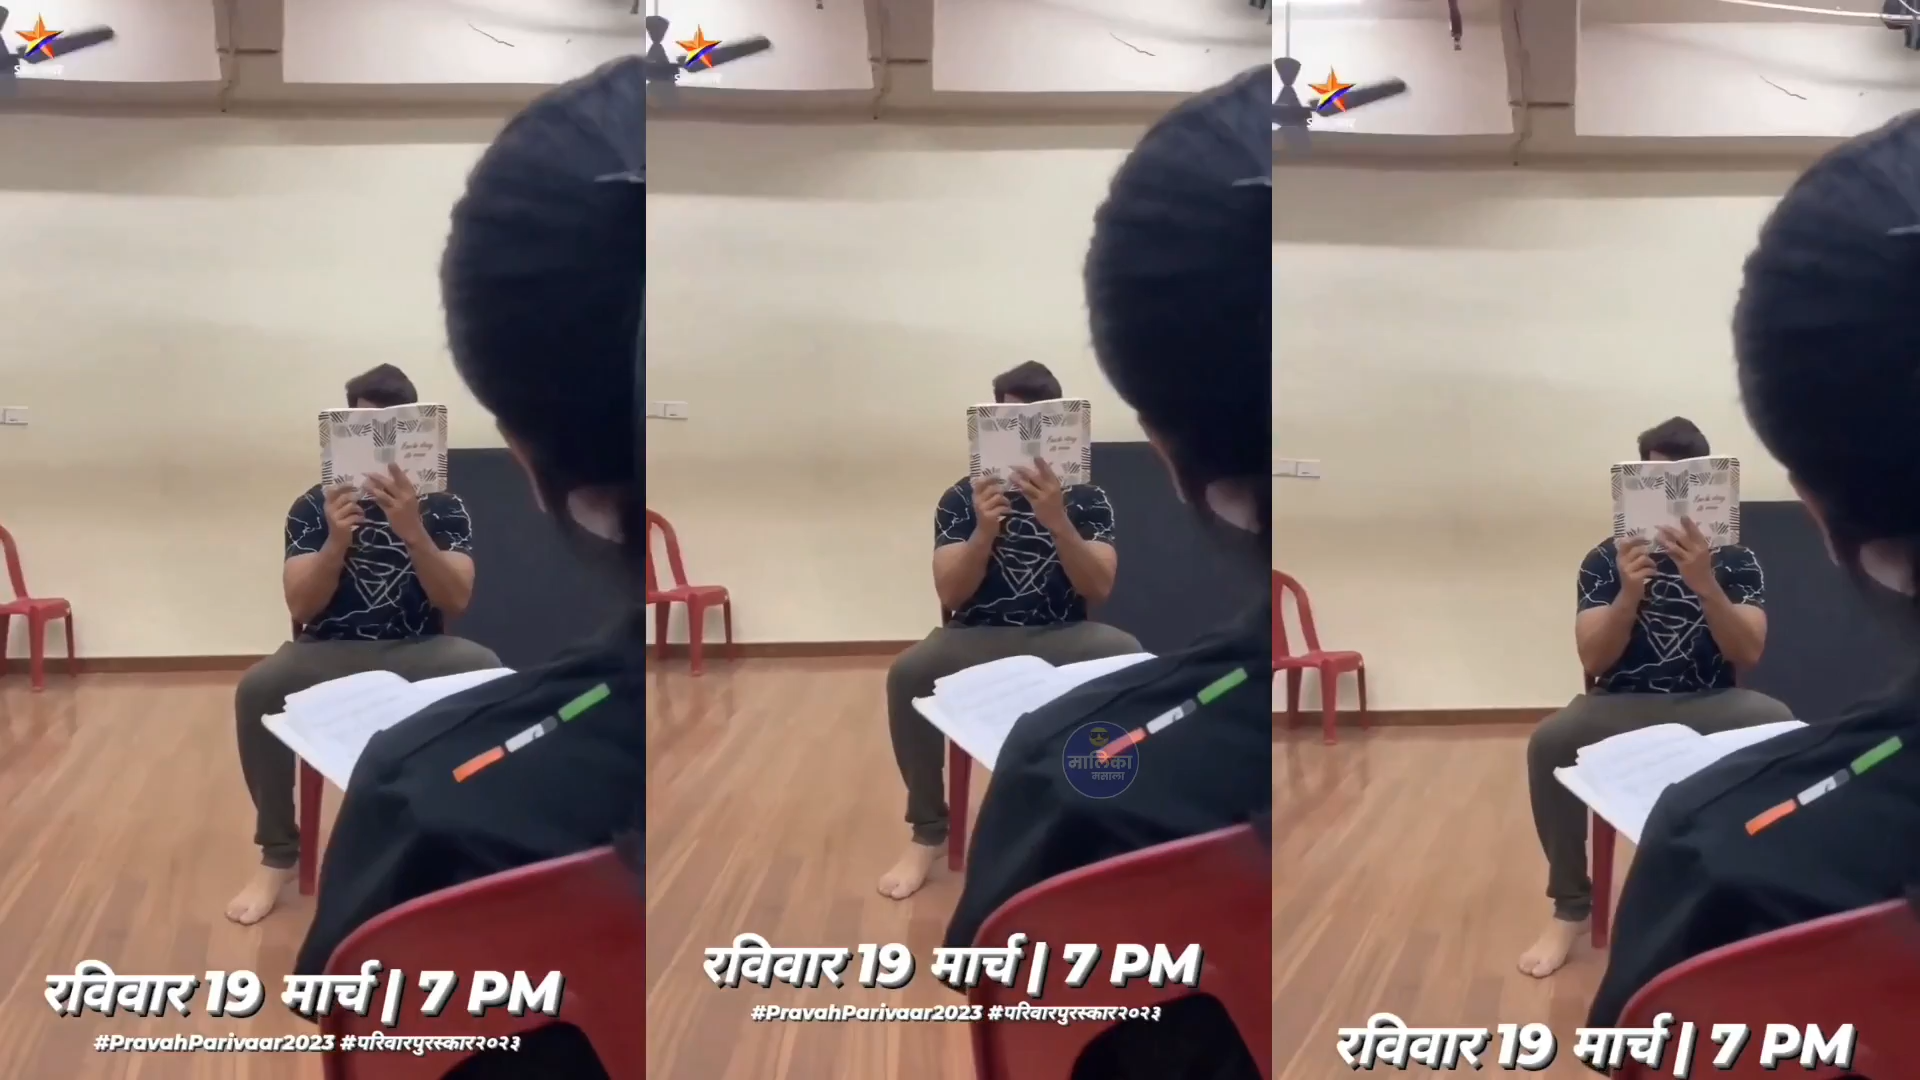 रविवार 19 मार्च | 7 PM
#PravahParivaar2023 #परिवारपुरस्कार२०२३
मालिका
मसाला
रविवार 19 मार्च | 7 PM
#PravahParivaar2023 #परिवारपुरस्कार२०२३
रविवार 19 मार्च | 7 PM